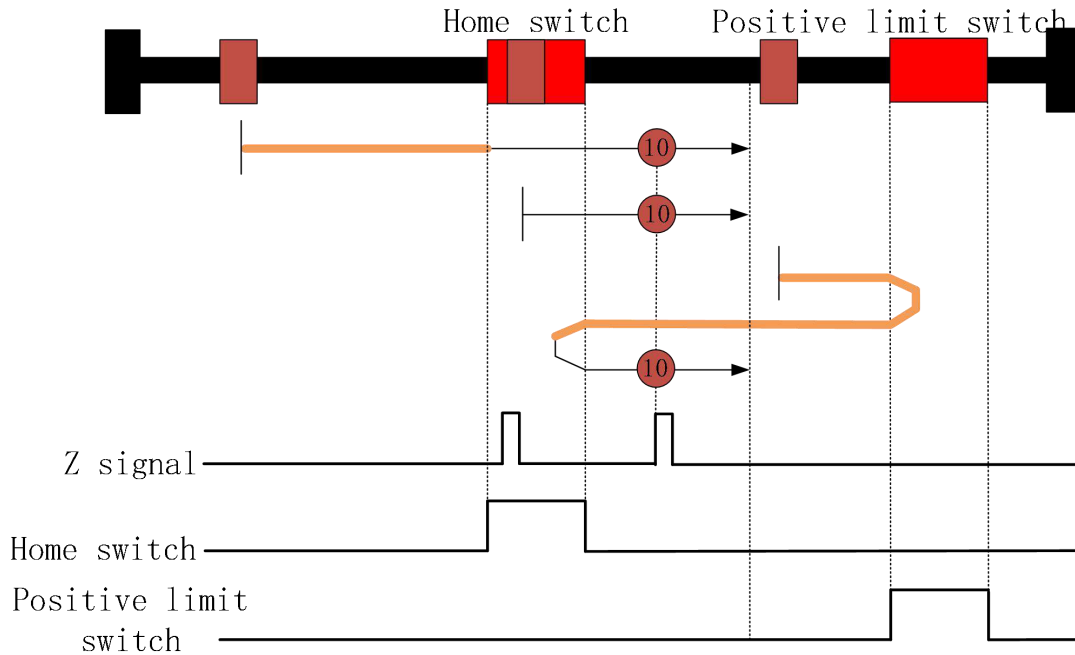 Home switch
Positive limit switch
10
10
10
Z signal
Home switch
Positive limit
switch